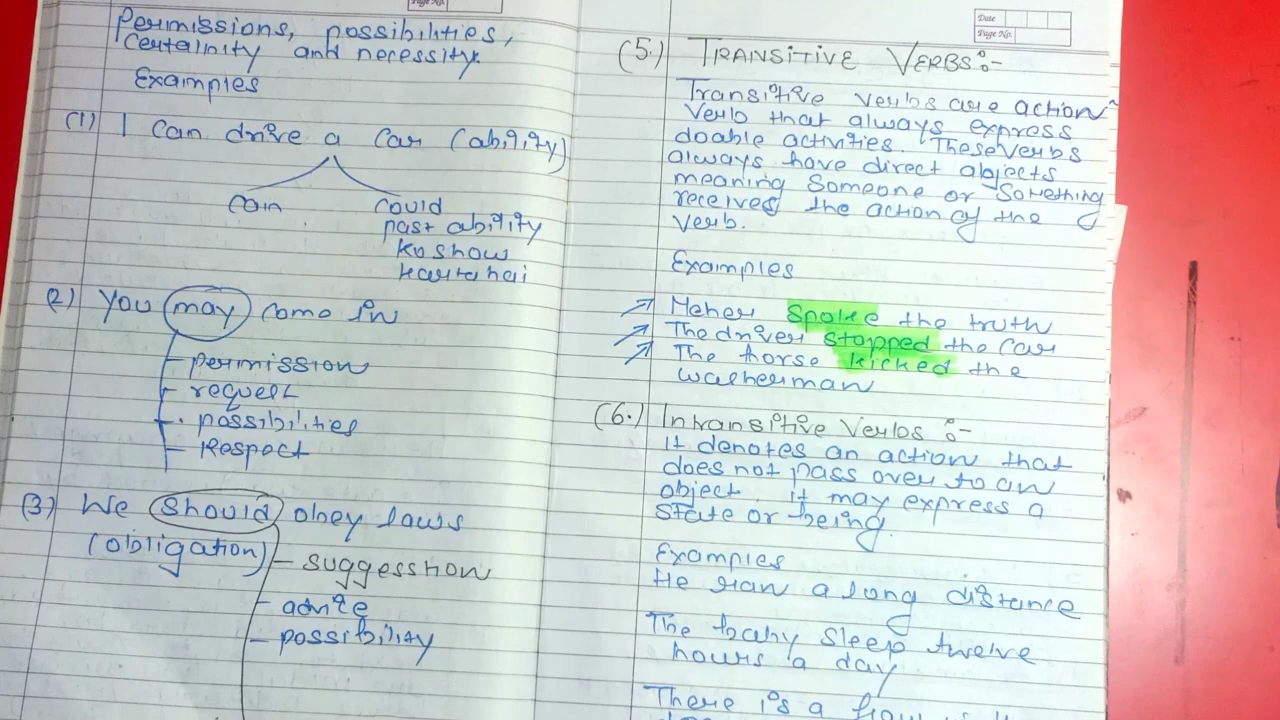 Page No.
Permissions, possibilities,
Certainity and necessity.
Examples
(1) I can drive a car (ability)
can
could
past ability
ko show
karta hai
(2) You may come in
- permission
- request
- possibilities
- Respect
(3) We should obey laws
(obligation)
- suggesstion
- advice
- possibility
Date
Page No.
(5.) TRANSITIVE VERBS:-
Transitive verbs are action
Verb that always express
doable activities. These verbs
always have direct objects
meaning someone or something
receives the action of the
verb.
Examples
Meher spoke the truth
The driver stopped the car
The horse kicked the
washerman
(6.) Intransitive Verbs :-
It denotes an action that
does not pass over to an
object. it may express a
state or being.
Examples
He ran a long distance
The baby sleep twelve
hours a day
There is a